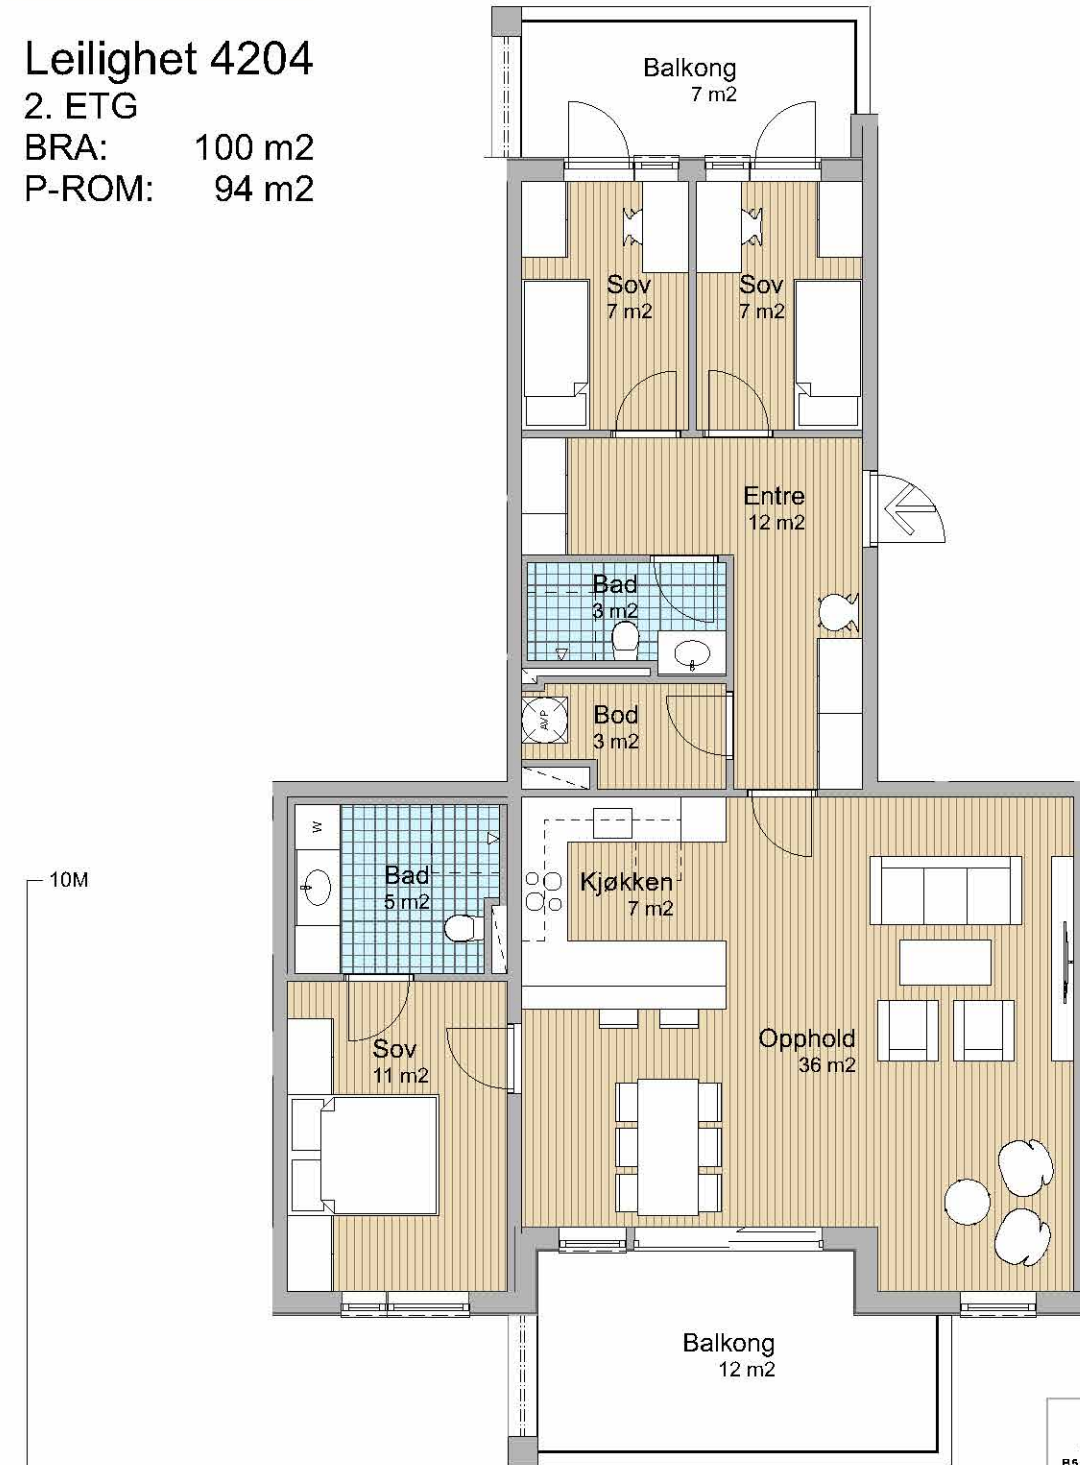 Leilighet 4204
2. ETG
BRA: 100 m2
P-ROM: 94 m2
Balkong
7 m2
Sov
7 m2
Sov
7 m2
Entre
12 m2
Bad
3 m2
Bod
3 m2
AVP
W
Bad
5 m2
Kjøkken
7 m2
10M
Opphold
36 m2
Sov
11 m2
Balkong
12 m2